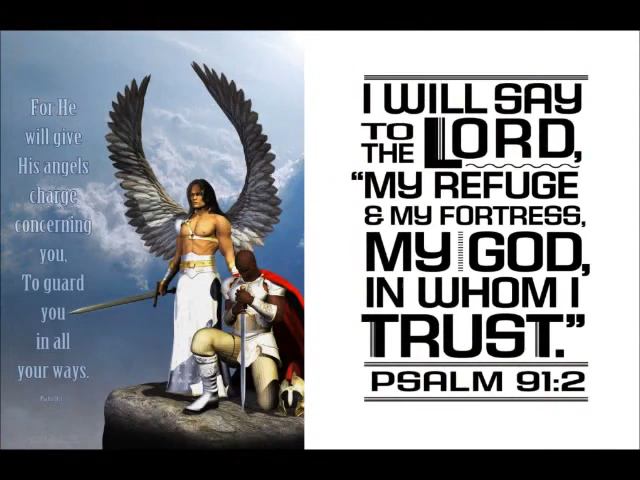 For He
will give
His angels
charge
concerning
you,
To guard
you
in all
your ways.
I WILL SAY
TO THE LORD,
“MY REFUGE
& MY FORTRESS,
MY GOD,
IN WHOM I
TRUST.”
PSALM 91:2